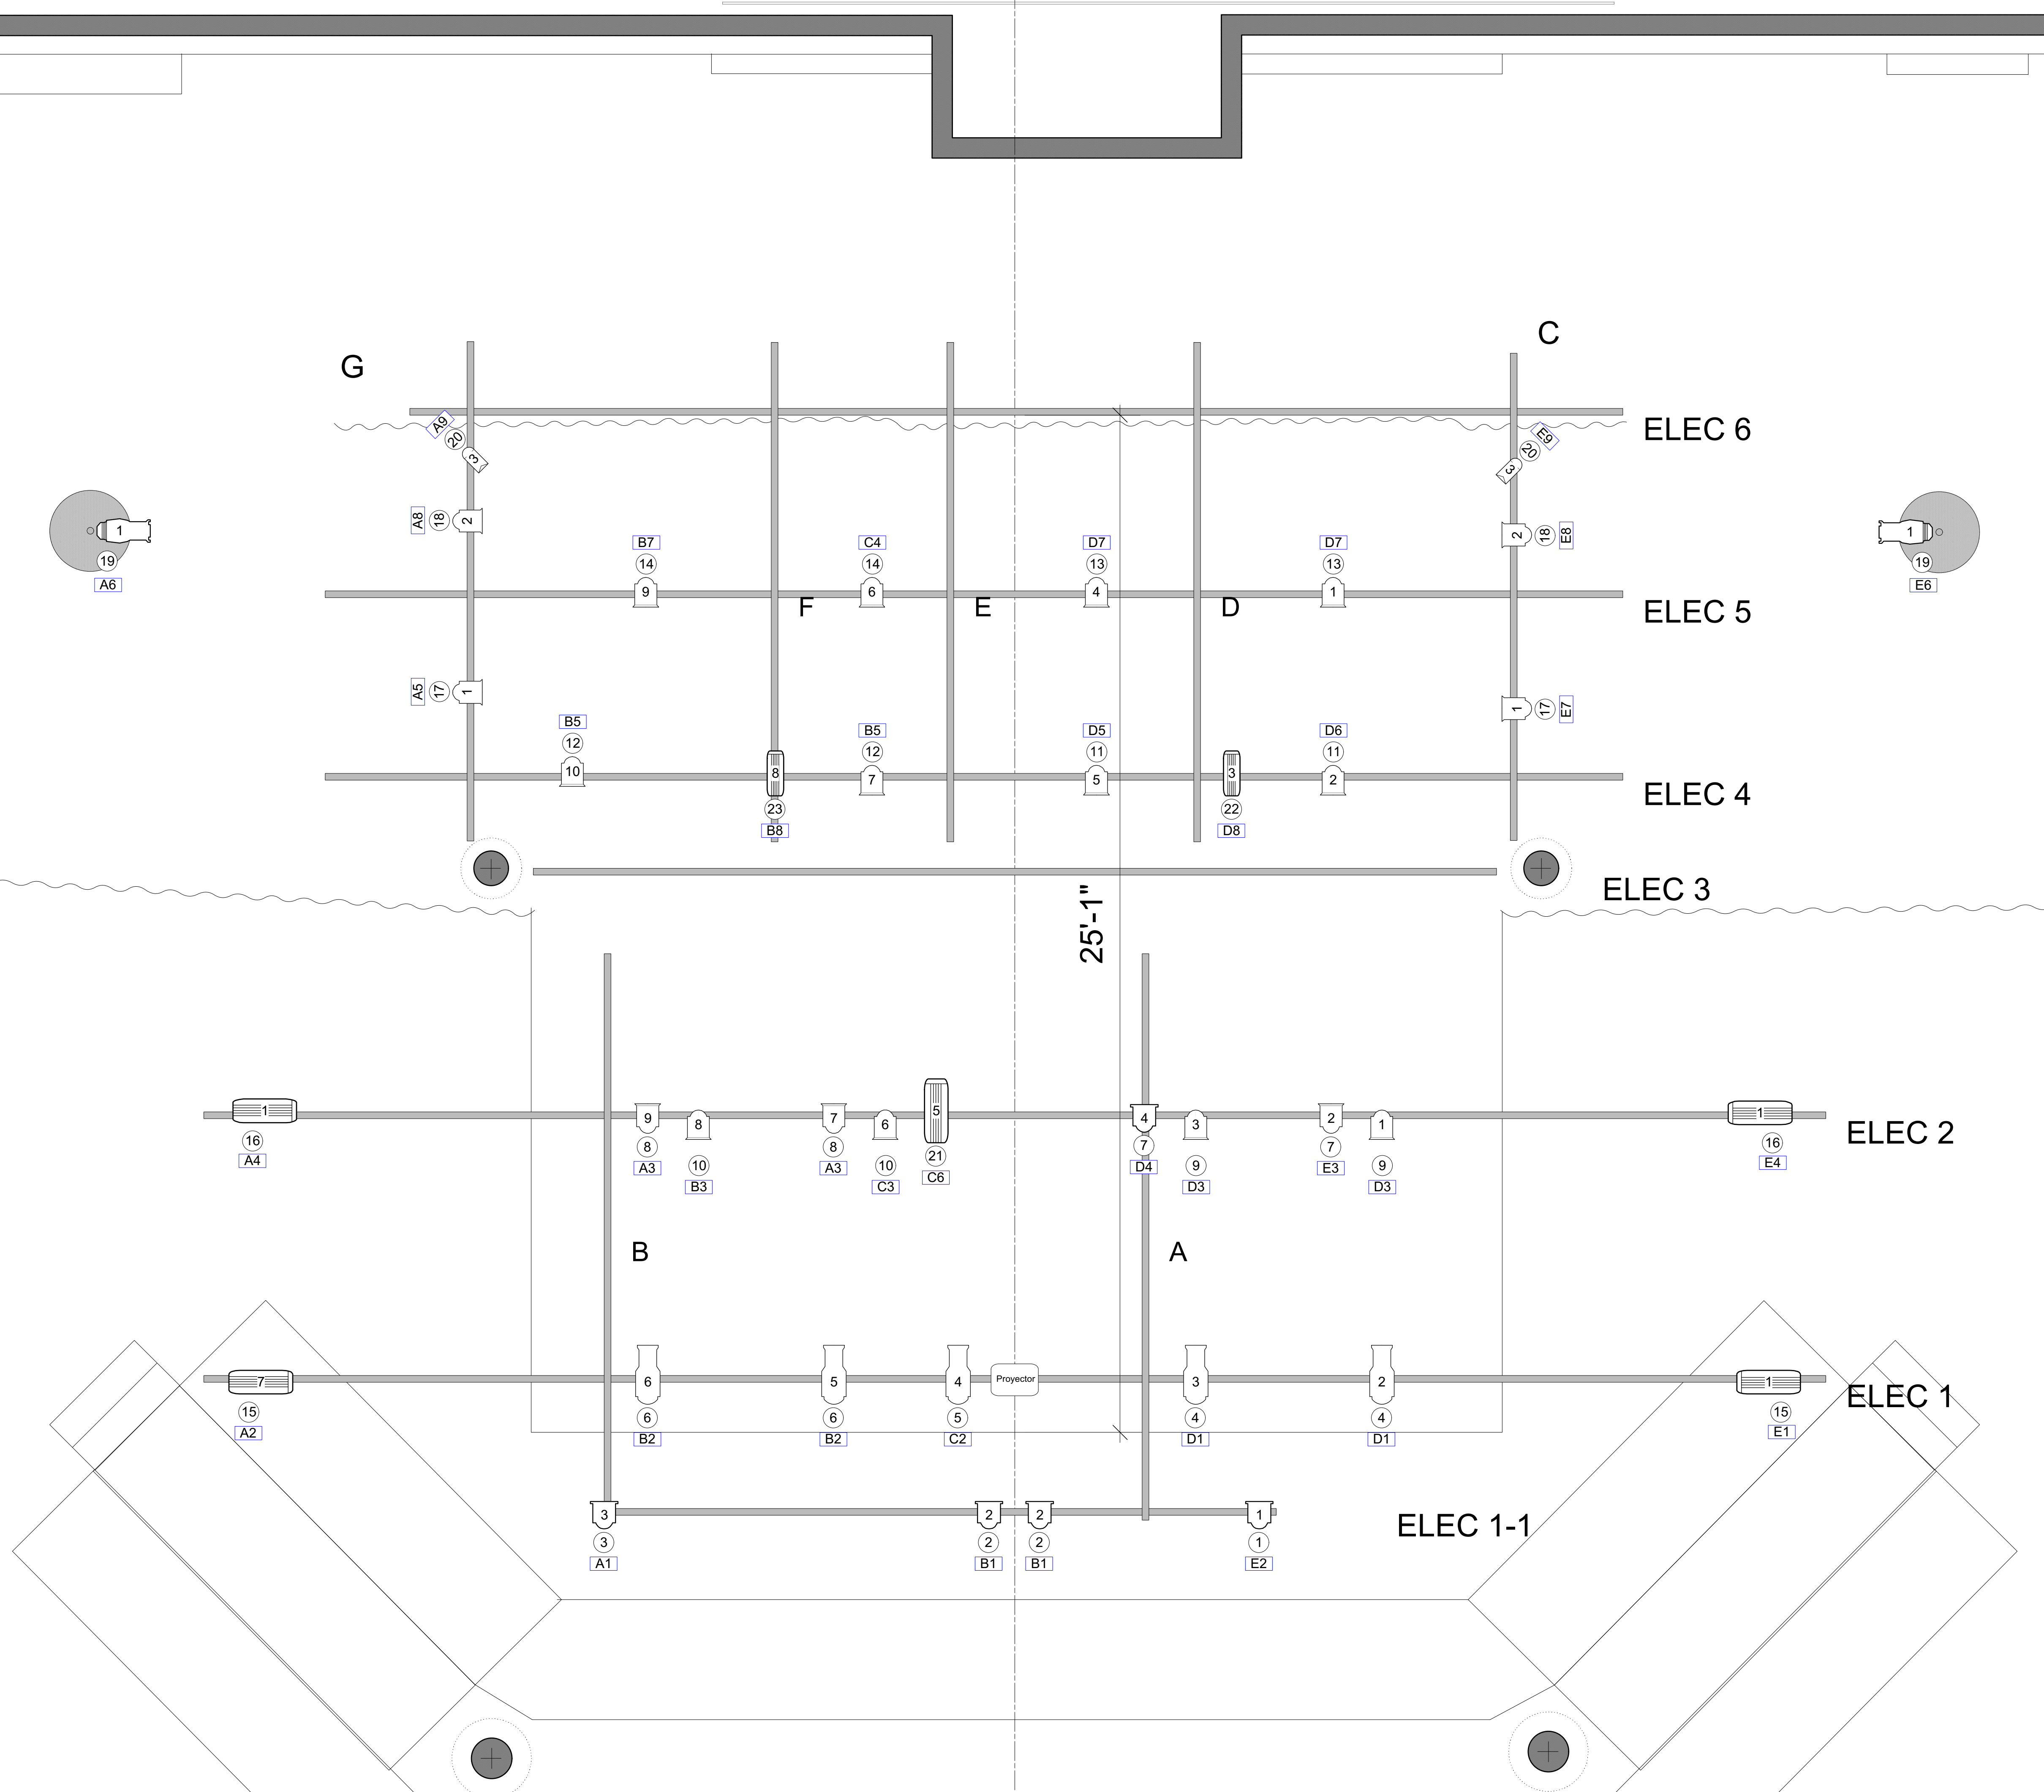 C
G
ELEC 6
A9
20
3
E9
20
3
A8
18
2
2
18
E8
1
19
A6
1
19
E6
B7
C4
D7
D7
14
14
13
13
9
6
4
1
F
E
D
ELEC 5
A5
17
1
1
17
E7
B5
B5
D5
D6
12
12
11
11
10
8
7
5
3
2
ELEC 4
23
22
B8
D8
ELEC 3
25'-1"
1
9
8
7
6
5
4
3
2
1
1
ELEC 2
16
8
10
8
10
21
7
9
7
9
16
A4
A3
B3
A3
C3
C6
D4
D3
E3
D3
E4
B
A
7
6
5
4
Proyector
3
2
1
ELEC 1
15
6
6
5
4
4
15
A2
B2
B2
C2
D1
D1
E1
3
2
2
1
ELEC 1-1
3
2
2
1
A1
B1
B1
E2